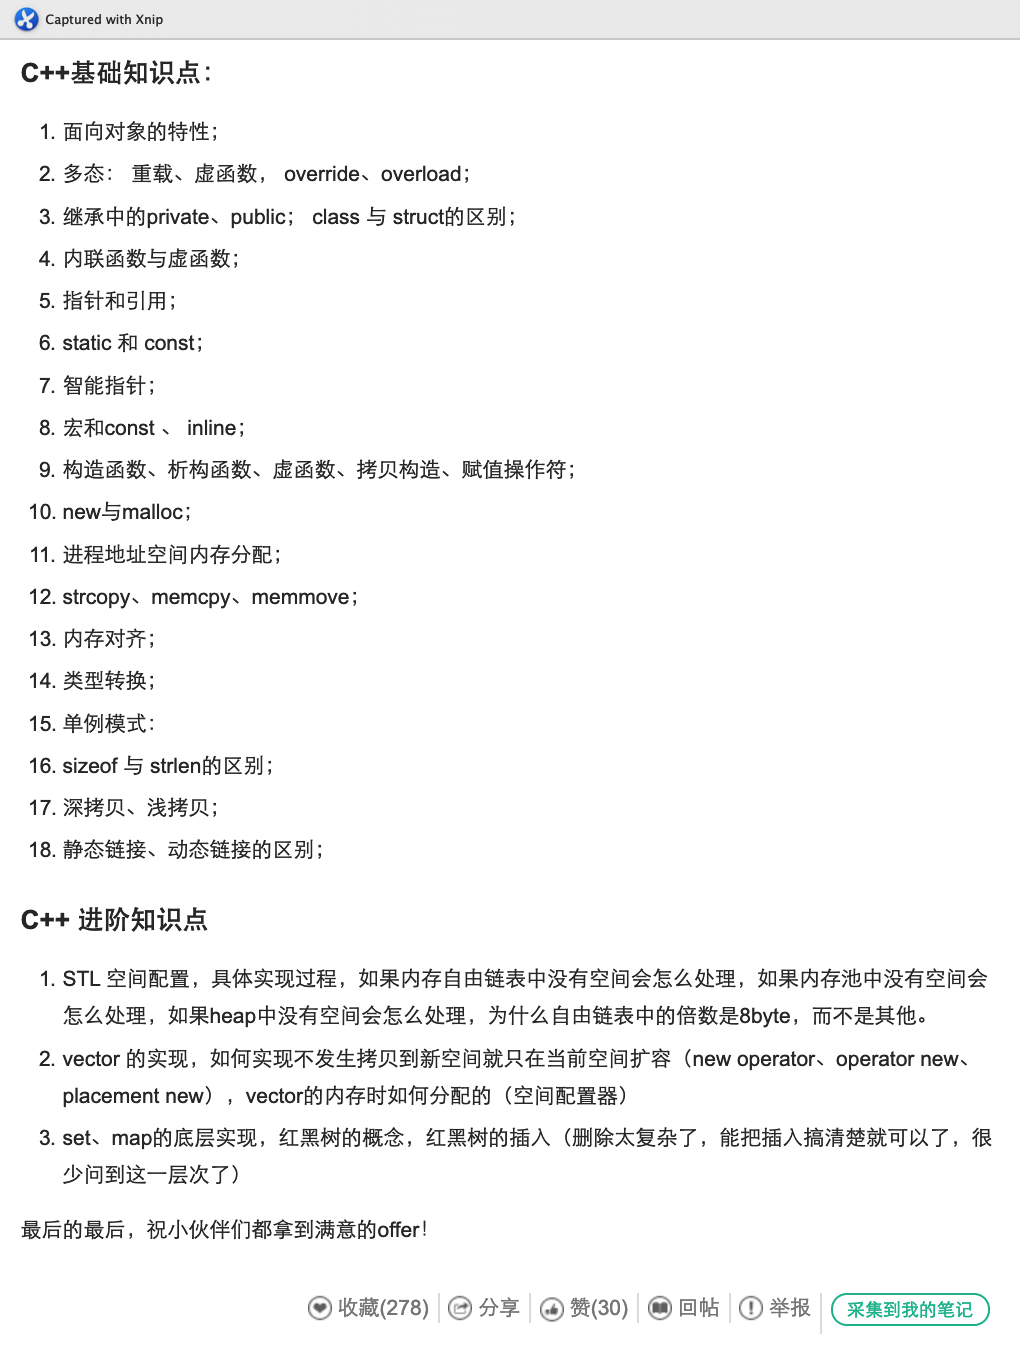 Captured with Xnip
C++基础知识点：
1. 面向对象的特性；
2. 多态： 重载、虚函数， override、overload；
3. 继承中的private、public； class 与 struct的区别；
4. 内联函数与虚函数；
5. 指针和引用；
6. static 和 const；
7. 智能指针；
8. 宏和const 、 inline；
9. 构造函数、析构函数、虚函数、拷贝构造、赋值操作符；
10. new与malloc；
11. 进程地址空间内存分配；
12. strcopy、memcpy、memmove；
13. 内存对齐；
14. 类型转换；
15. 单例模式：
16. sizeof 与 strlen的区别；
17. 深拷贝、浅拷贝；
18. 静态链接、动态链接的区别；
C++ 进阶知识点
1. STL 空间配置，具体实现过程，如果内存自由链表中没有空间会怎么处理，如果内存池中没有空间会
怎么处理，如果heap中没有空间会怎么处理，为什么自由链表中的倍数是8byte，而不是其他。
2. vector 的实现，如何实现不发生拷贝到新空间就只在当前空间扩容（new operator、operator new、
placement new），vector的内存时如何分配的（空间配置器）
3. set、map的底层实现，红黑树的概念，红黑树的插入（删除太复杂了，能把插入搞清楚就可以了，很
少问到这一层次了）
最后的最后，祝小伙伴们都拿到满意的offer！
收藏(278) 分享 赞(30) 回帖 举报 采集到我的笔记